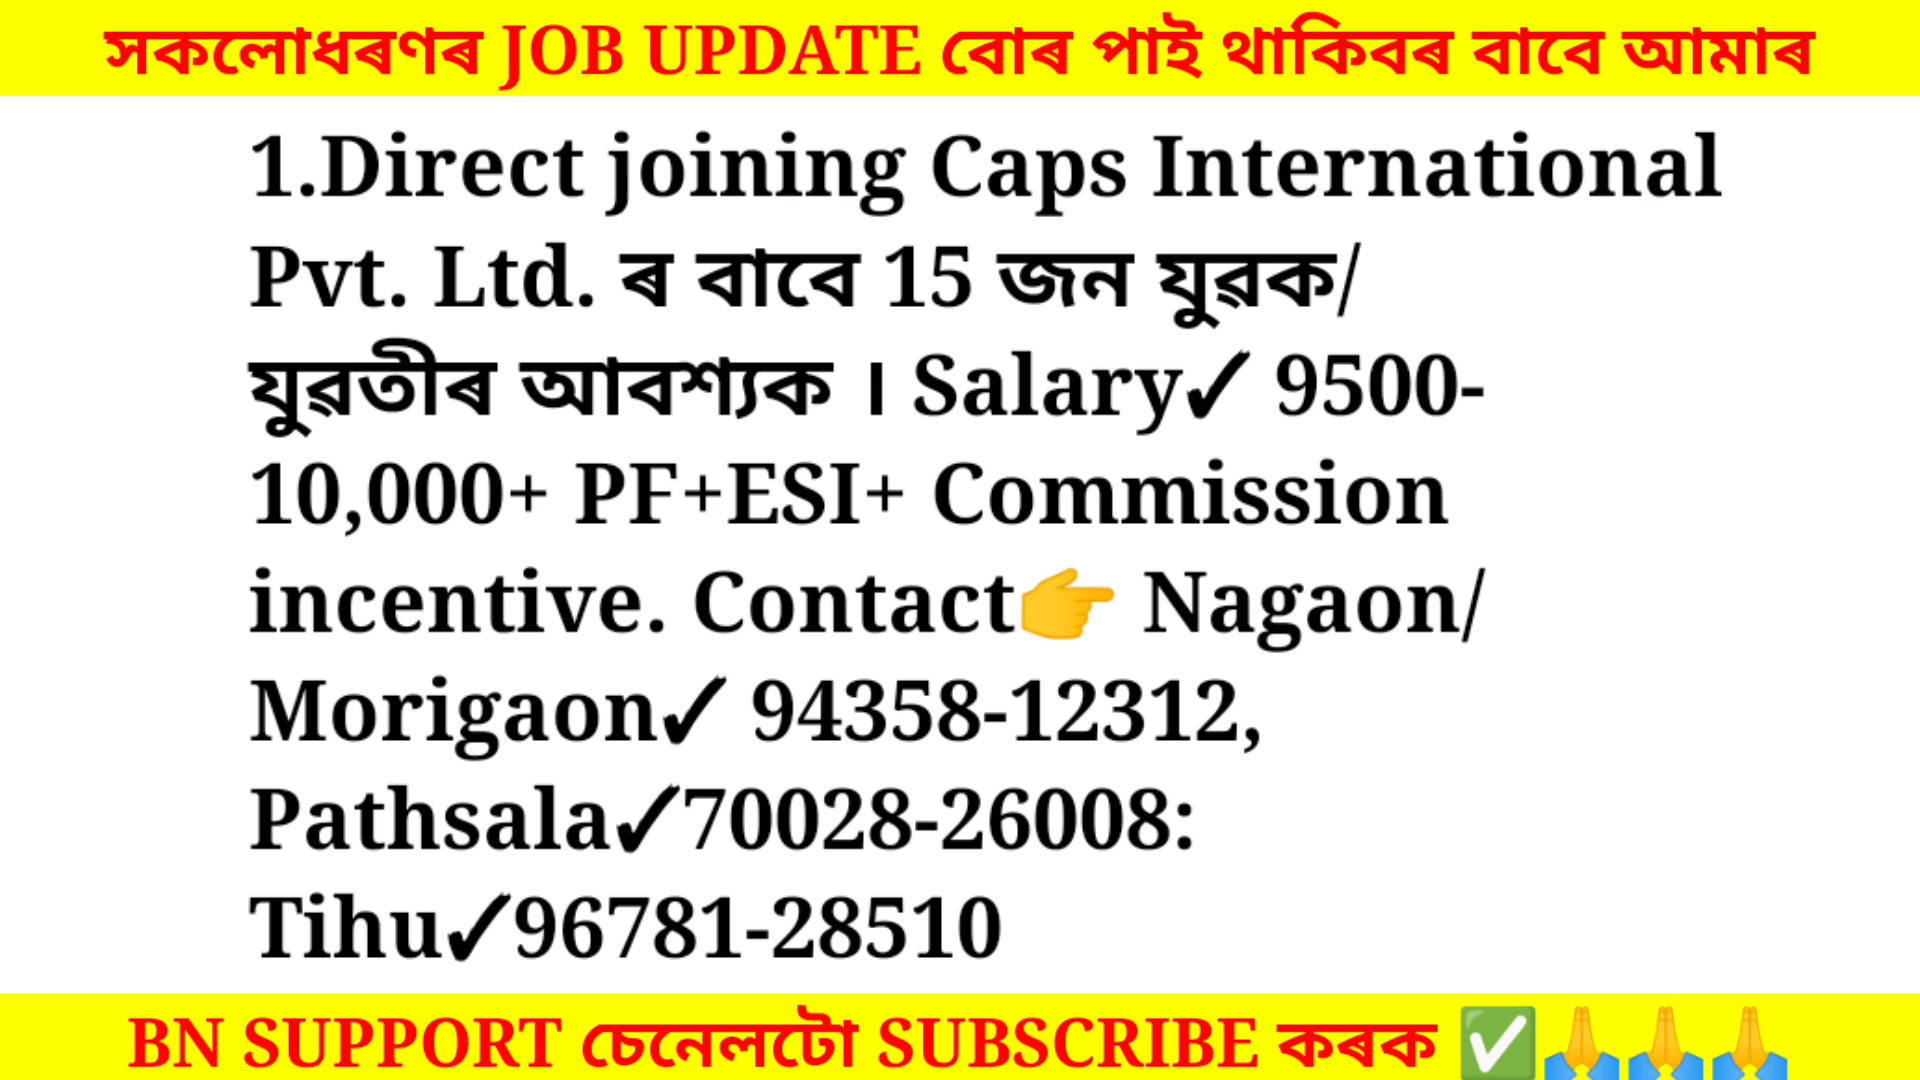 সকলোধৰণৰ JOB UPDATE বোৰ পাই থাকিবৰ বাবে আমাৰ
1.Direct joining Caps International
Pvt. Ltd. ৰ বাবে 15 জন যুৱক/
যুৱতীৰ আবশ্যক । Salary✓ 9500-
10,000+ PF+ESI+ Commission
incentive. Contact👉 Nagaon/
Morigaon✓ 94358-12312,
Pathsala✓70028-26008:
Tihu✓96781-28510
BN SUPPORT চেনেলটো SUBSCRIBE কৰক ✅🙏🙏🙏